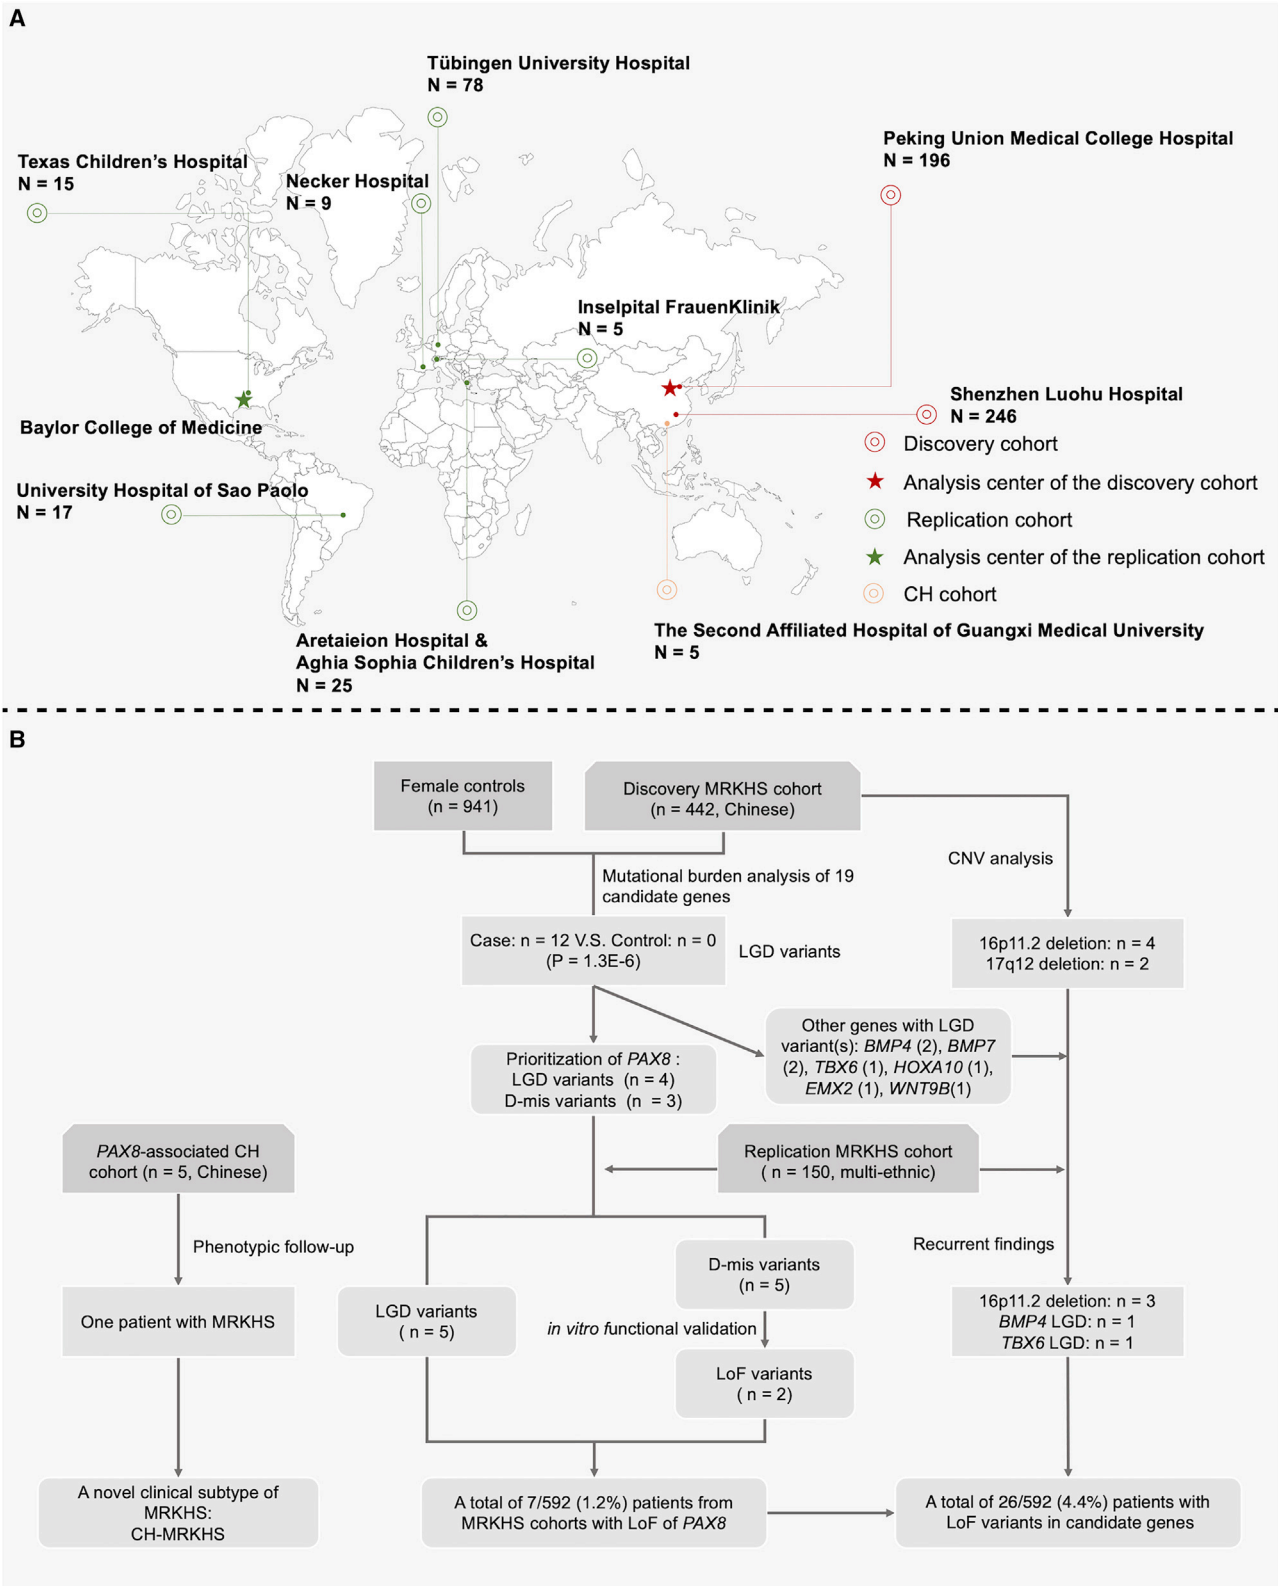 A
Tübingen University Hospital
N = 78
Peking Union Medical College Hospital
N = 196
Texas Children's Hospital
N = 15
Necker Hospital
N = 9
Inselpital FrauenKlinik
N = 5
Shenzhen Luohu Hospital
N = 246
Baylor College of Medicine
Discovery cohort
Analysis center of the discovery cohort
University Hospital of Sao Paolo
N = 17
Replication cohort
Analysis center of the replication cohort
CH cohort
Aretaieion Hospital &
Aghia Sophia Children's Hospital
N = 25
The Second Affiliated Hospital of Guangxi Medical University
N = 5
B
Female controls
(n = 941)
Discovery MRKHS cohort
(n = 442, Chinese)
CNV analysis
Mutational burden analysis of 19
candidate genes
Case: n = 12 V.S. Control: n = 0
(P = 1.3E-6)
LGD variants
16p11.2 deletion: n = 4
17q12 deletion: n = 2
Other genes with LGD
variant(s): BMP4 (2), BMP7
(2), TBX6 (1), HOXA10 (1),
EMX2 (1), WNT9B(1)
Prioritization of PAX8 :
LGD variants (n = 4)
D-mis variants (n = 3)
PAX8-associated CH
cohort (n = 5, Chinese)
Replication MRKHS cohort
( n = 150, multi-ethnic)
Phenotypic follow-up
Recurrent findings
D-mis variants
(n = 5)
One patient with MRKHS
LGD variants
( n = 5)
in vitro functional validation
16p11.2 deletion: n = 3
BMP4 LGD: n = 1
TBX6 LGD: n = 1
LoF variants
( n = 2)
A novel clinical subtype of
MRKHS:
CH-MRKHS
A total of 7/592 (1.2%) patients from
MRKHS cohorts with LoF of PAX8
A total of 26/592 (4.4%) patients with
LoF variants in candidate genes